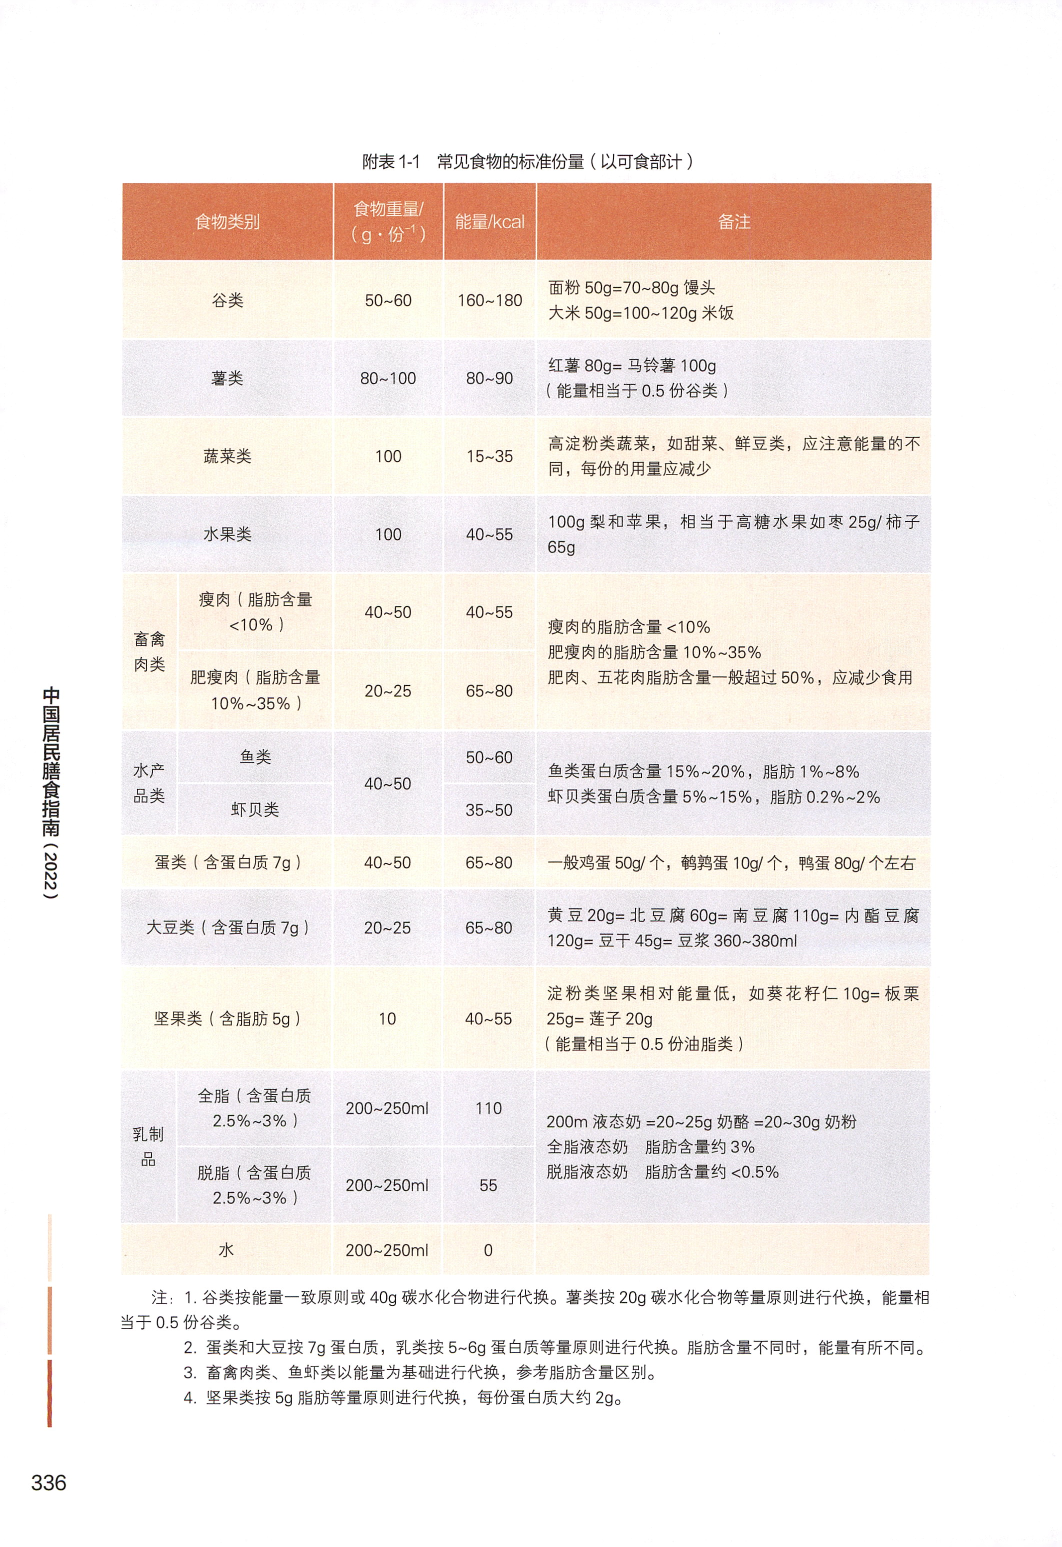 附表 1-1 常见食物的标准份量（以可食部计）
食物类别
食物重量/
（g·份⁻¹）
能量/kcal
备注
谷类
50~60
160~180
面粉 50g=70~80g 馒头
大米 50g=100~120g 米饭
薯类
80~100
80~90
红薯 80g= 马铃薯 100g
（能量相当于 0.5 份谷类）
蔬菜类
100
15~35
高淀粉类蔬菜，如甜菜、鲜豆类，应注意能量的不
同，每份的用量应减少
水果类
100
40~55
100g 梨和苹果，相当于高糖水果如枣 25g/ 柿子
65g
畜禽
肉类
瘦肉（脂肪含量
<10%）
40~50
40~55
肥瘦肉（脂肪含量
10%~35%）
20~25
65~80
瘦肉的脂肪含量 <10%
肥瘦肉的脂肪含量 10%~35%
肥肉、五花肉脂肪含量一般超过 50%，应减少食用
水产
品类
鱼类
40~50
50~60
虾贝类
35~50
鱼类蛋白质含量 15%~20%，脂肪 1%~8%
虾贝类蛋白质含量 5%~15%，脂肪 0.2%~2%
蛋类（含蛋白质 7g）
40~50
65~80
一般鸡蛋 50g/ 个，鹌鹑蛋 10g/ 个，鸭蛋 80g/ 个左右
大豆类（含蛋白质 7g）
20~25
65~80
黄豆 20g= 北豆腐 60g= 南豆腐 110g= 内酯豆腐
120g= 豆干 45g= 豆浆 360~380ml
坚果类（含脂肪 5g）
10
40~55
淀粉类坚果相对能量低，如葵花籽仁 10g= 板栗
25g= 莲子 20g
（能量相当于 0.5 份油脂类）
乳制
品
全脂（含蛋白质
2.5%~3%）
200~250ml
110
脱脂（含蛋白质
2.5%~3%）
200~250ml
55
200m 液态奶 =20~25g 奶酪 =20~30g 奶粉
全脂液态奶 脂肪含量约 3%
脱脂液态奶 脂肪含量约 <0.5%
水
200~250ml
0
注：1. 谷类按能量一致原则或 40g 碳水化合物进行代换。薯类按 20g 碳水化合物等量原则进行代换，能量相
当于 0.5 份谷类。
2. 蛋类和大豆按 7g 蛋白质，乳类按 5~6g 蛋白质等量原则进行代换。脂肪含量不同时，能量有所不同。
3. 畜禽肉类、鱼虾类以能量为基础进行代换，参考脂肪含量区别。
4. 坚果类按 5g 脂肪等量原则进行代换，每份蛋白质大约 2g。
中国居民膳食指南（2022）
336